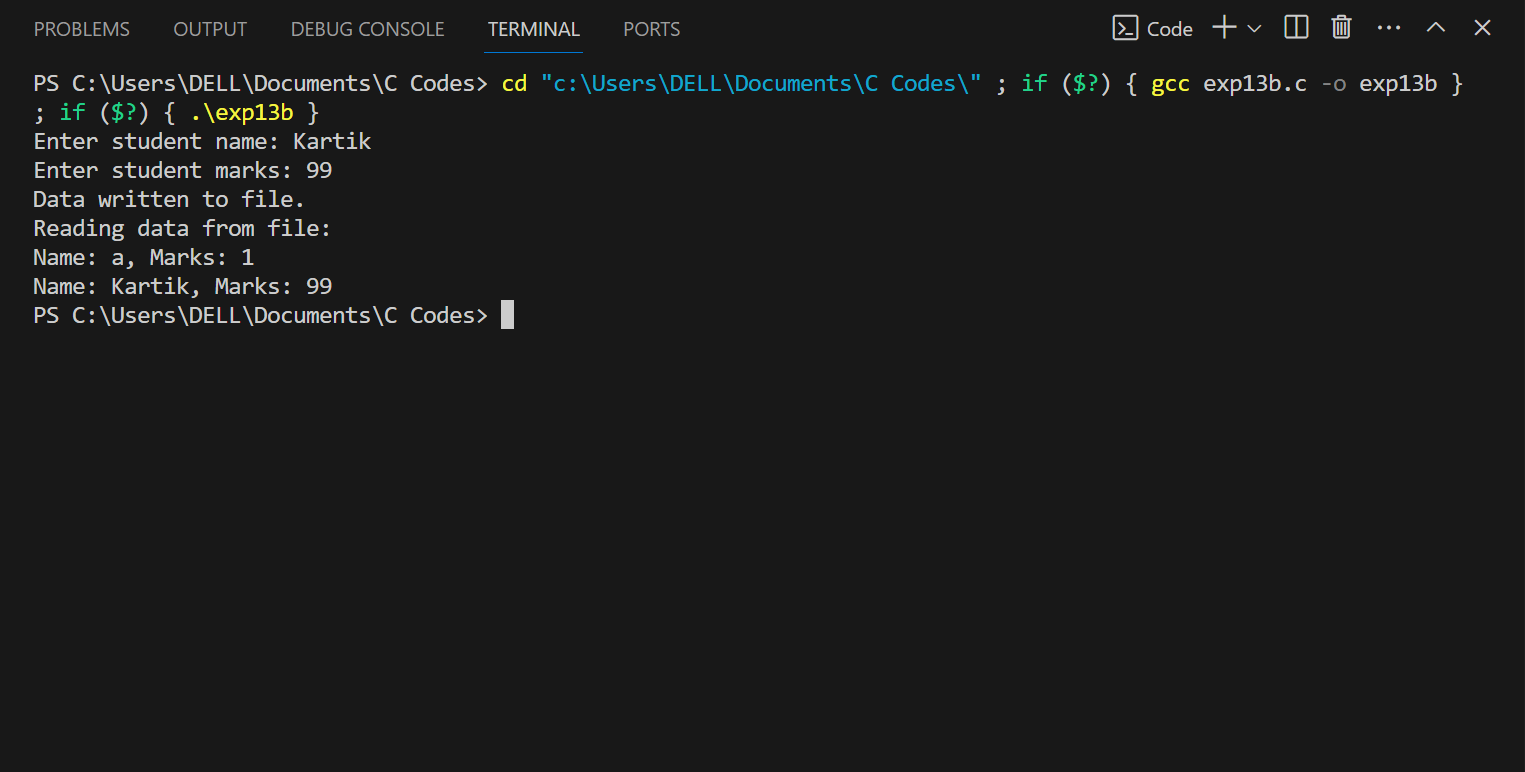 PROBLEMS OUTPUT DEBUG CONSOLE TERMINAL PORTS Code
PS C:\Users\DELL\Documents\C Codes> cd "c:\Users\DELL\Documents\C Codes\" ; if ($?) { gcc exp13b.c -o exp13b }
; if ($?) { .\exp13b }
Enter student name: Kartik
Enter student marks: 99
Data written to file.
Reading data from file:
Name: a, Marks: 1
Name: Kartik, Marks: 99
PS C:\Users\DELL\Documents\C Codes>